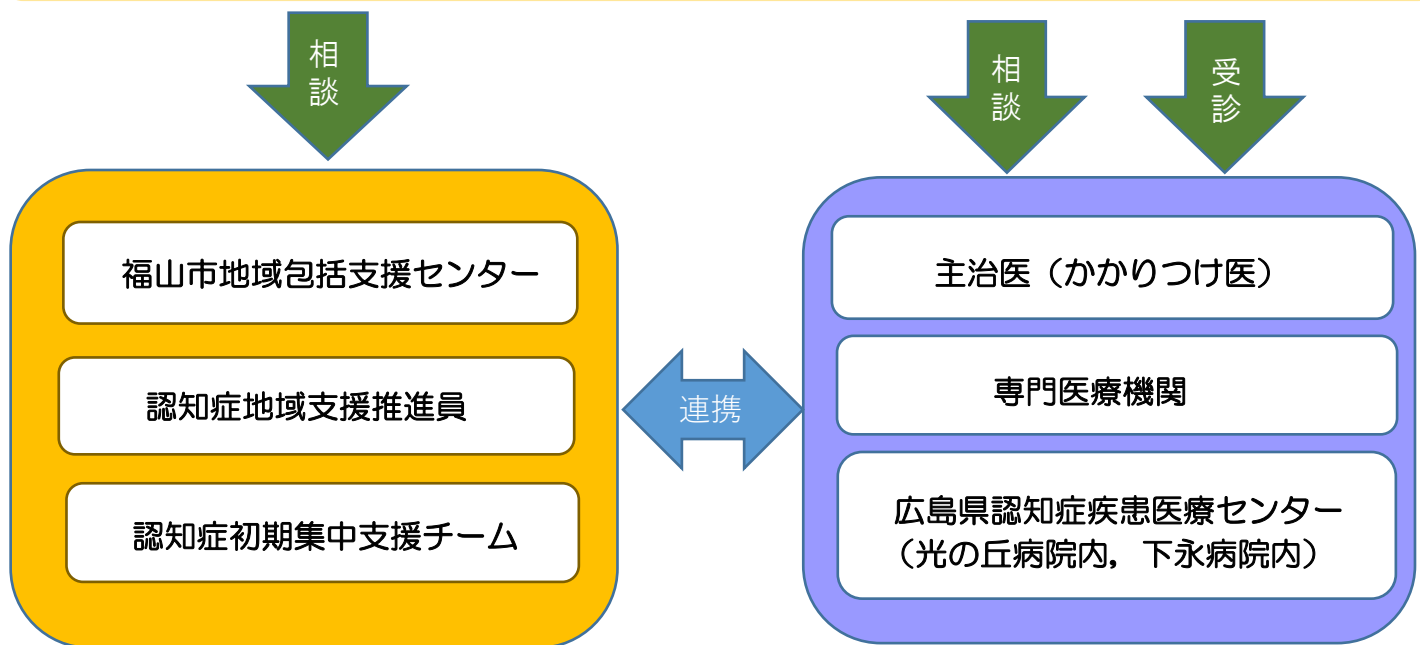 相談
相談
受診
福山市地域包括支援センター
認知症地域支援推進員
認知症初期集中支援チーム
連携
主治医（かかりつけ医）
専門医療機関
広島県認知症疾患医療センター
（光の丘病院内，下永病院内）